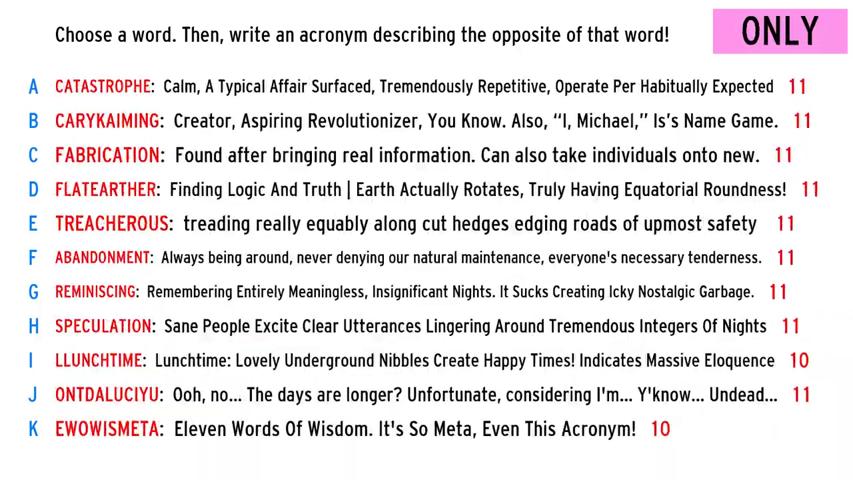 Choose a word. Then, write an acronym describing the opposite of that word!
ONLY
A CATASTROPHE: Calm, A Typical Affair Surfaced, Tremendously Repetitive, Operate Per Habitually Expected 11
B CARYKAIMING: Creator, Aspiring Revolutionizer, You Know. Also, “I, Michael,” Is’s Name Game. 11
C FABRICATION: Found after bringing real information. Can also take individuals onto new. 11
D FLATEARTHER: Finding Logic And Truth | Earth Actually Rotates, Truly Having Equatorial Roundness! 11
E TREACHEROUS: treading really equably along cut hedges edging roads of upmost safety 11
F ABANDONMENT: Always being around, never denying our natural maintenance, everyone's necessary tenderness. 11
G REMINISCING: Remembering Entirely Meaningless, Insignificant Nights. It Sucks Creating Icky Nostalgic Garbage. 11
H SPECULATION: Sane People Excite Clear Utterances Lingering Around Tremendous Integers Of Nights 11
I LLUNCHTIME: Lunchtime: Lovely Underground Nibbles Create Happy Times! Indicates Massive Eloquence 10
J ONTDALUCIYU: Ooh, no... The days are longer? Unfortunate, considering I'm... Y'know... Undead... 11
K EWOWISMETA: Eleven Words Of Wisdom. It's So Meta, Even This Acronym! 10